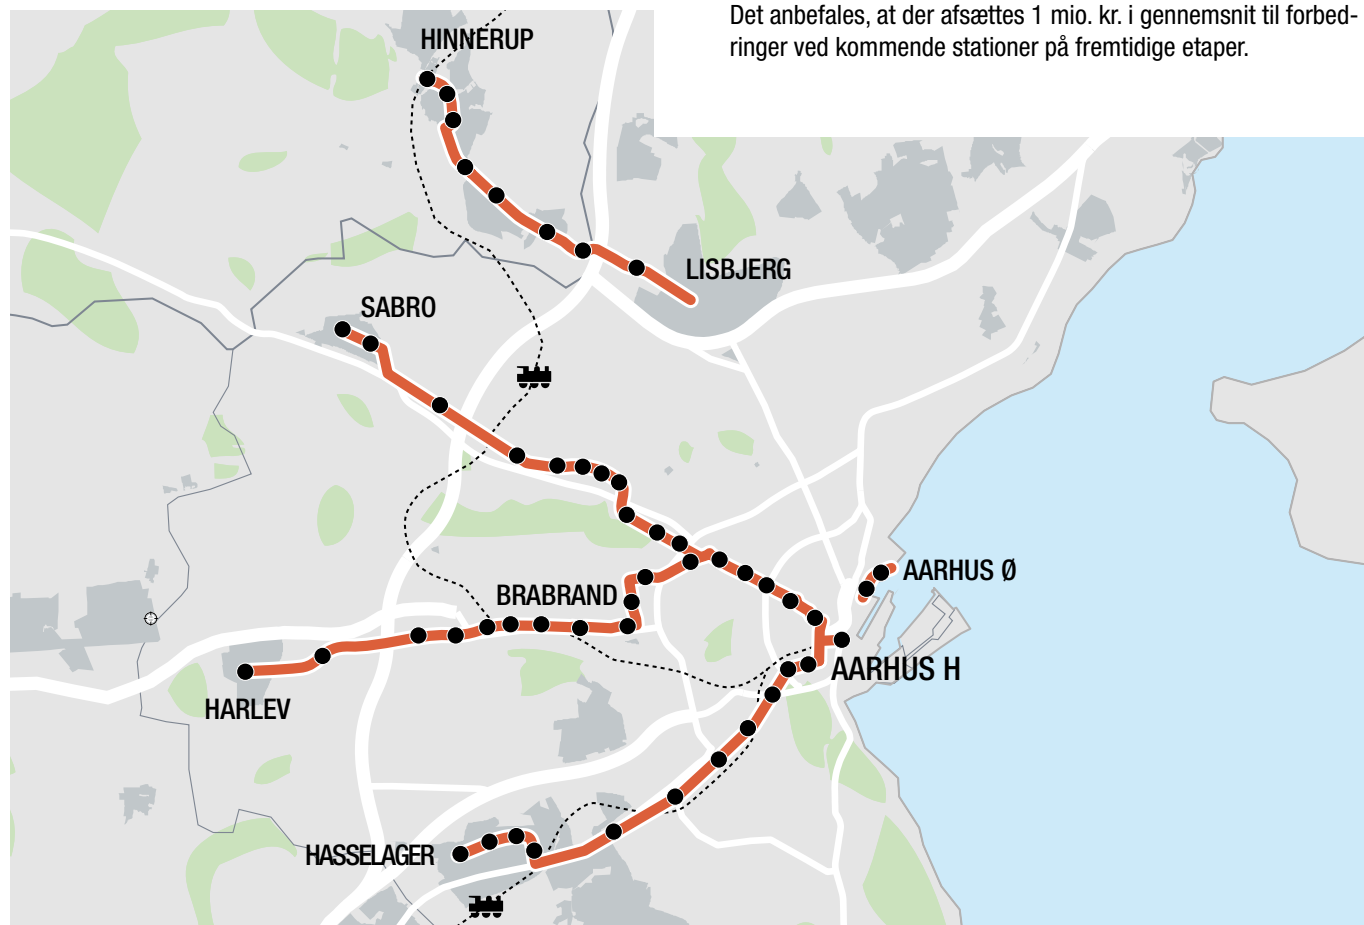 Det anbefales, at der afsættes 1 mio. kr. i gennemsnit til forbed-
ringer ved kommende stationer på fremtidige etaper.
HINNERUP
LISBJERG
SABRO
AARHUS Ø
BRABRAND
AARHUS H
HARLEV
HASSELAGER